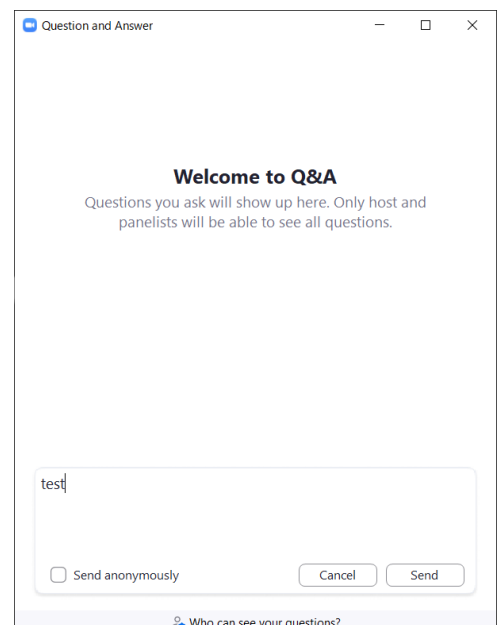 Question and Answer
Welcome to Q&A
Questions you ask will show up here. Only host and
panelists will be able to see all questions.
test
Send anonymously
Cancel
Send
Who can see your questions?